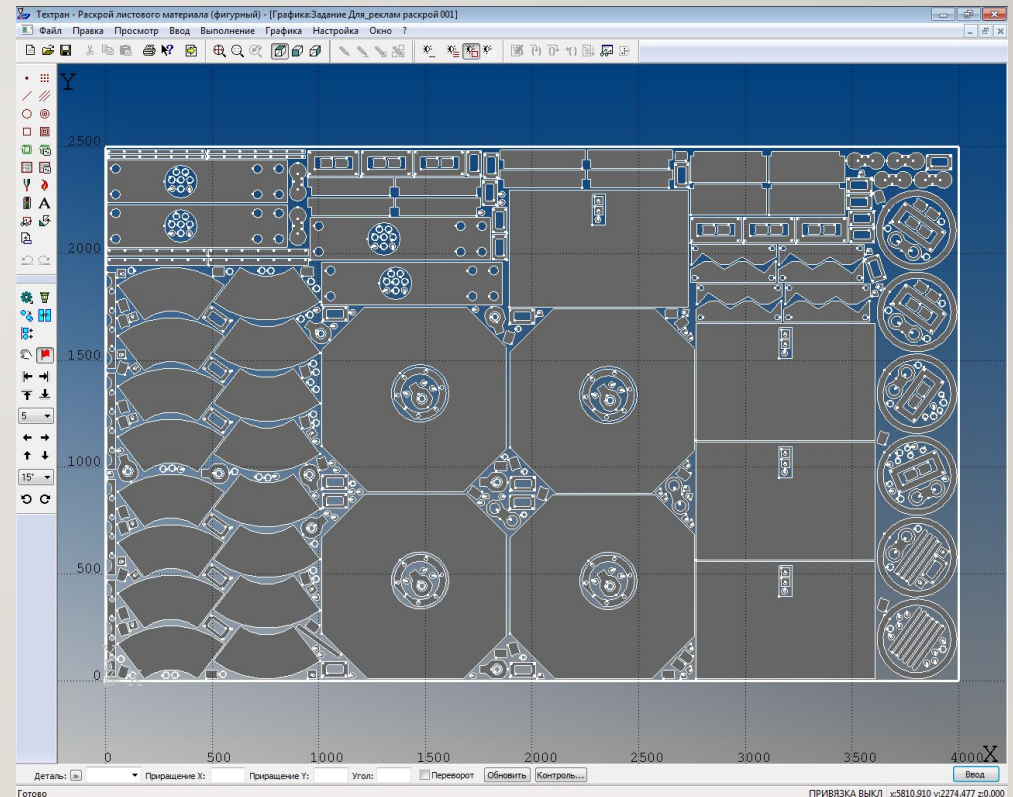 Техтран - Раскрой листового материала (фигурный) - [Графика:Задание Для_реклам раскрой 001]
Файл Правка Просмотр Ввод Выполнение Графика Настройка Окно ?
Y
2500
2000
1500
1000
500
0
5
15°
A
0 500 1000 1500 2000 2500 3000 3500 4000 X
Деталь: » Приращение X: Приращение Y: Угол: Переворот Обновить Контроль... Ввод
Готово ПРИВЯЗКА ВЫКЛ x:5810.910 y:2274.477 z:0.000